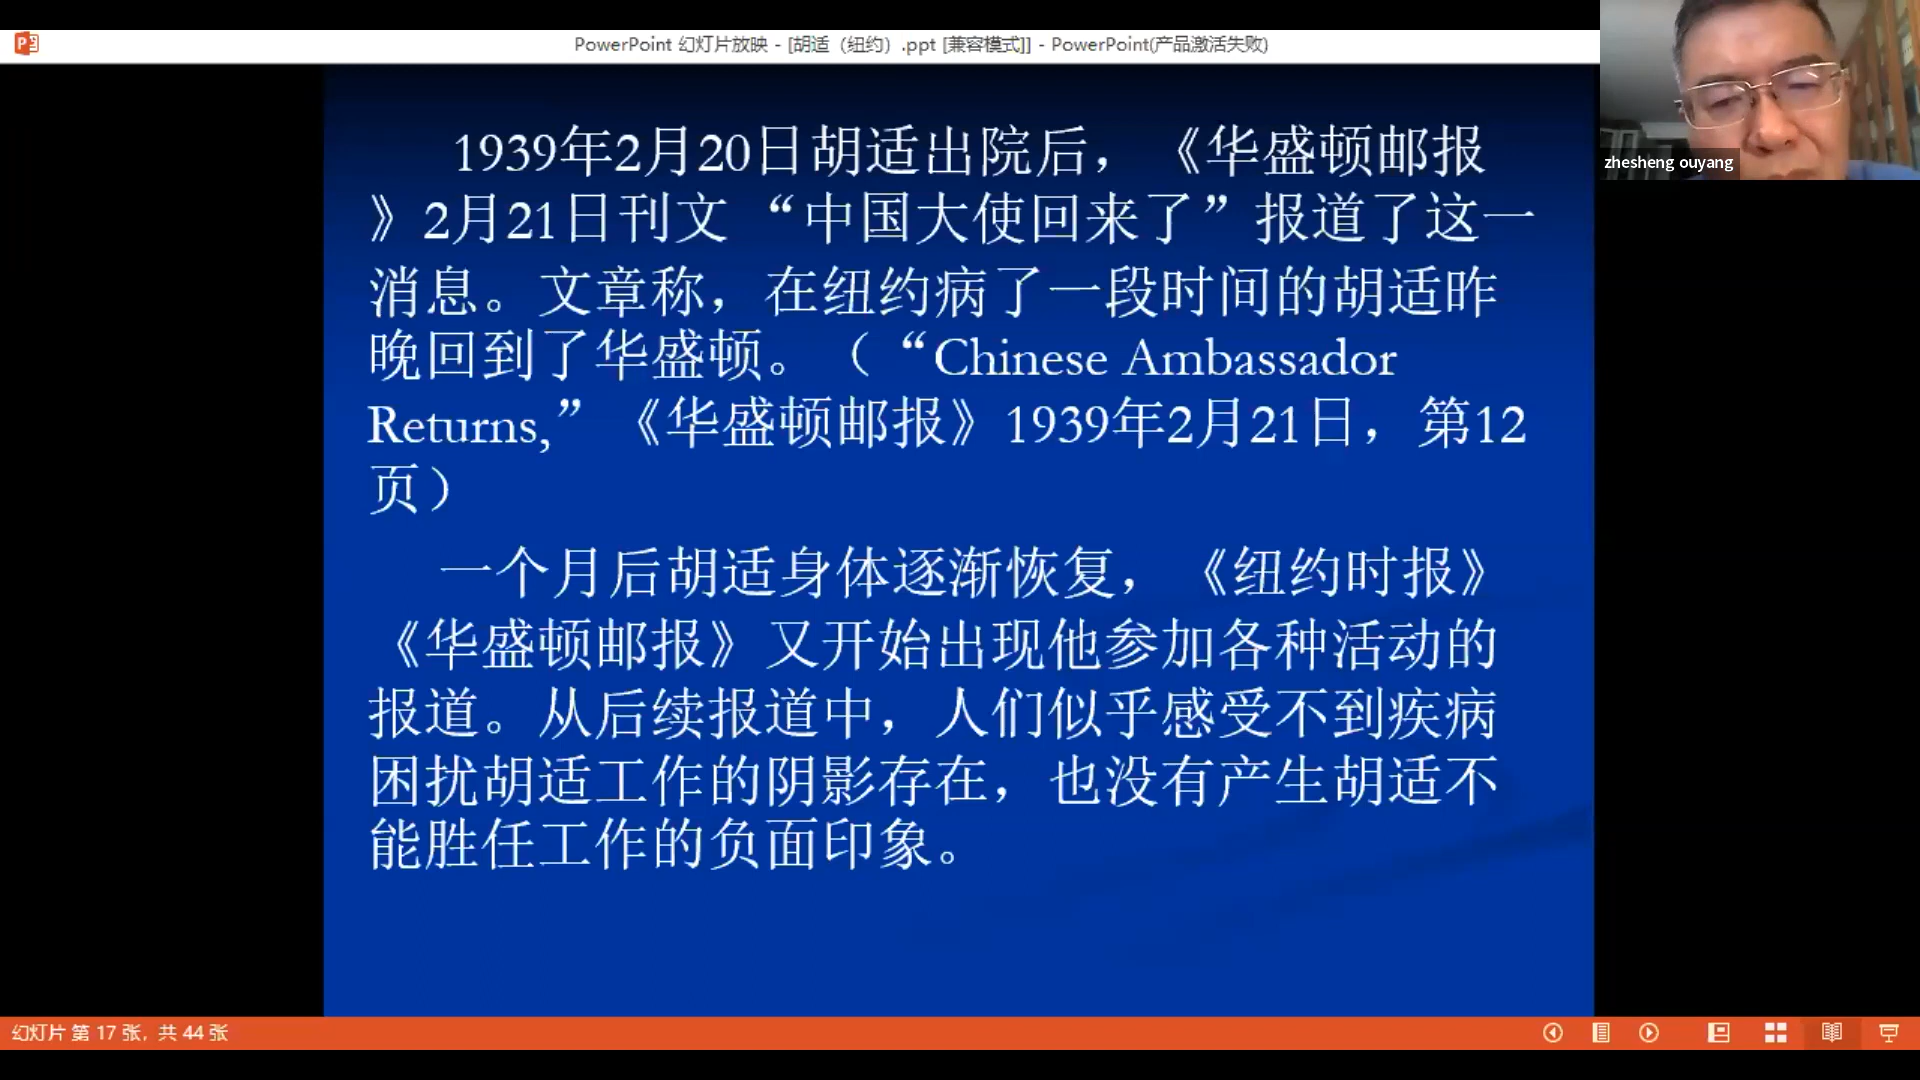 PowerPoint 幻灯片放映 - [胡适（纽约）.ppt [兼容模式]] - PowerPoint(产品激活失败)
zhesheng ouyang
1939年2月20日胡适出院后，《华盛顿邮报
》2月21日刊文 “中国大使回来了”报道了这一
消息。文章称，在纽约病了一段时间的胡适昨
晚回到了华盛顿。（“Chinese Ambassador
Returns,” 《华盛顿邮报》1939年2月21日，第12
页）
一个月后胡适身体逐渐恢复，《纽约时报》
《华盛顿邮报》又开始出现他参加各种活动的
报道。从后续报道中，人们似乎感受不到疾病
困扰胡适工作的阴影存在，也没有产生胡适不
能胜任工作的负面印象。
幻灯片 第 17 张，共 44 张